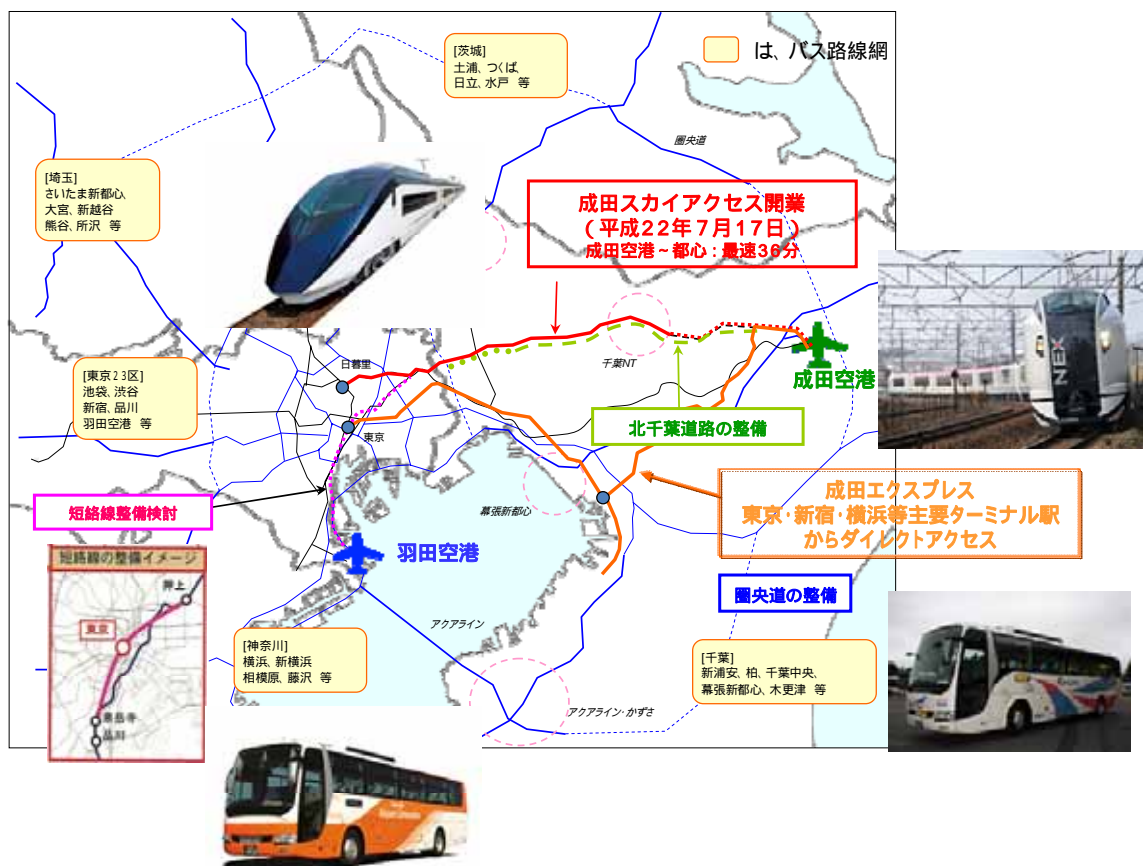 [茨城]
土浦、つくば、
日立、水戸 等
は、バス路線網
圏央道
[埼玉]
さいたま新都心、
大宮、新越谷
熊谷、所沢 等
成田スカイアクセス開業
(平成22年7月17日)
成田空港~都心:最速36分
日暮里
千葉NT
成田空港
NEX
[東京23区]
池袋、渋谷
新宿、品川
羽田空港 等
東京
北千葉道路の整備
成田エクスプレス
東京・新宿・横浜等主要ターミナル駅
からダイレクトアクセス
短絡線整備検討
幕張新都心
羽田空港
短絡線の整備イメージ
押上
東京
泉岳寺
品川
圏央道の整備
アクアライン
[神奈川]
横浜、新横浜
相模原、藤沢 等
[千葉]
新浦安、柏、千葉中央、
幕張新都心、木更津 等
アクアライン・かずさ